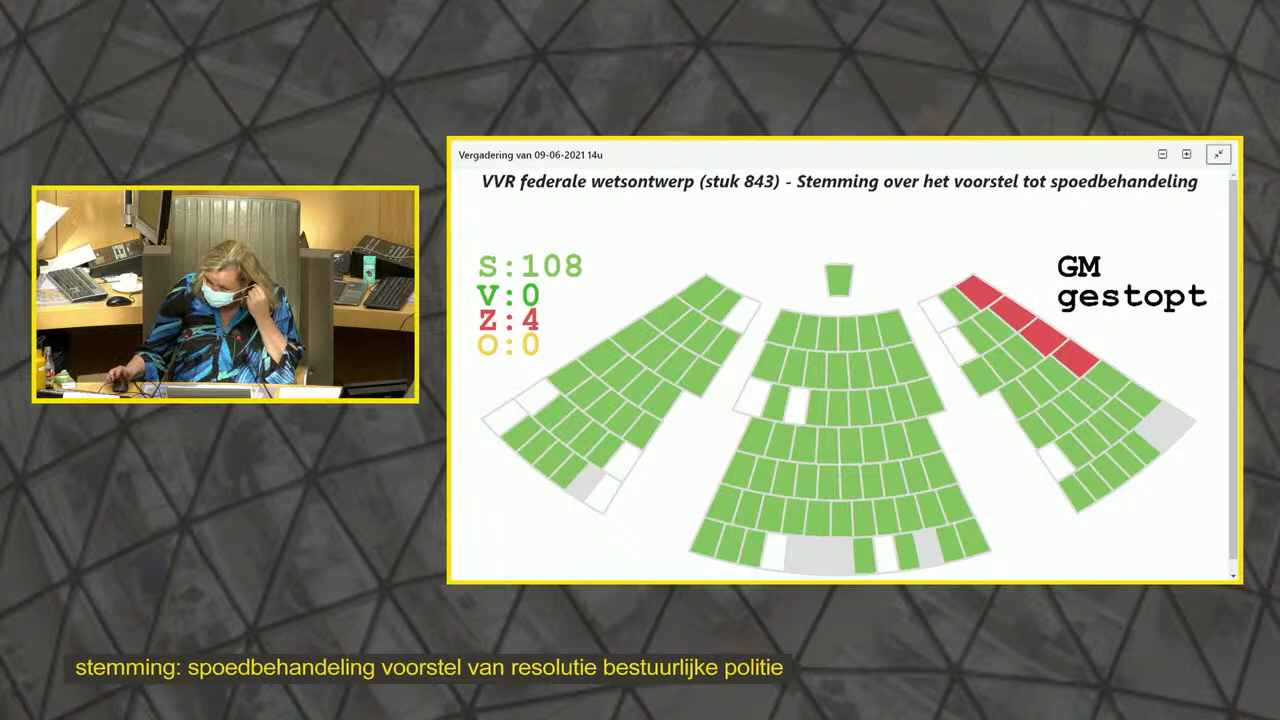 Vergadering van 09-06-2021 14u
VVR federale wetsontwerp (stuk 843) - Stemming over het voorstel tot spoedbehandeling
S:108
V:0
Z:4
O:0
GM
gestopt
stemming: spoedbehandeling voorstel van resolutie bestuurlijke politie